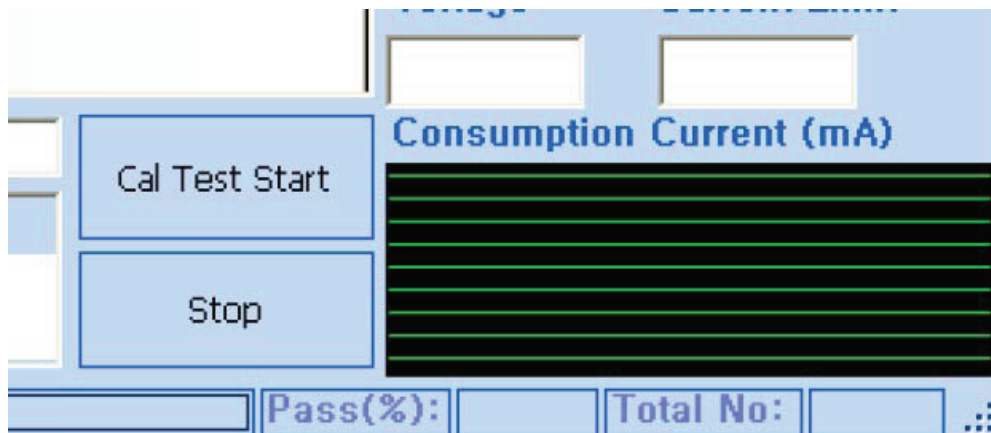 Consumption Current (mA)
Cal Test Start
Stop
Pass(%):
Total No: